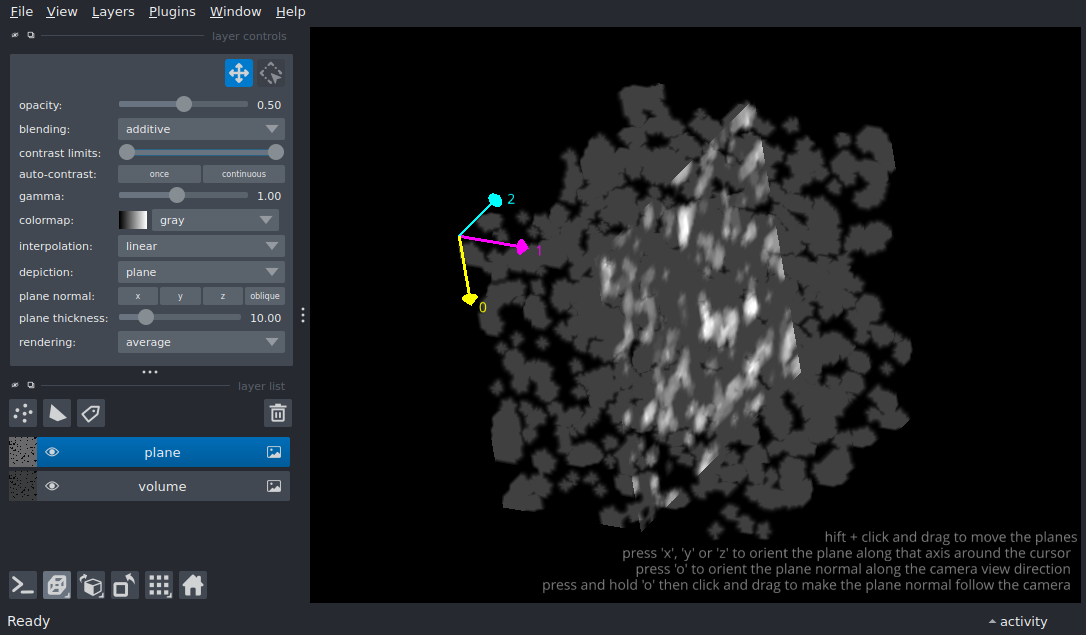 File View Layers Plugins Window Help
layer controls
opacity: 0.50
blending: additive
contrast limits:
auto-contrast: once continuous
gamma: 1.00
colormap: gray
interpolation: linear
depiction: plane
plane normal: x y z oblique
plane thickness: 10.00
rendering: average
layer list
plane
volume
2
1
0
hift + click and drag to move the planes
press 'x', 'y' or 'z' to orient the plane along that axis around the cursor
press 'o' to orient the plane normal along the camera view direction
press and hold 'o' then click and drag to make the plane normal follow the camera
Ready
activity